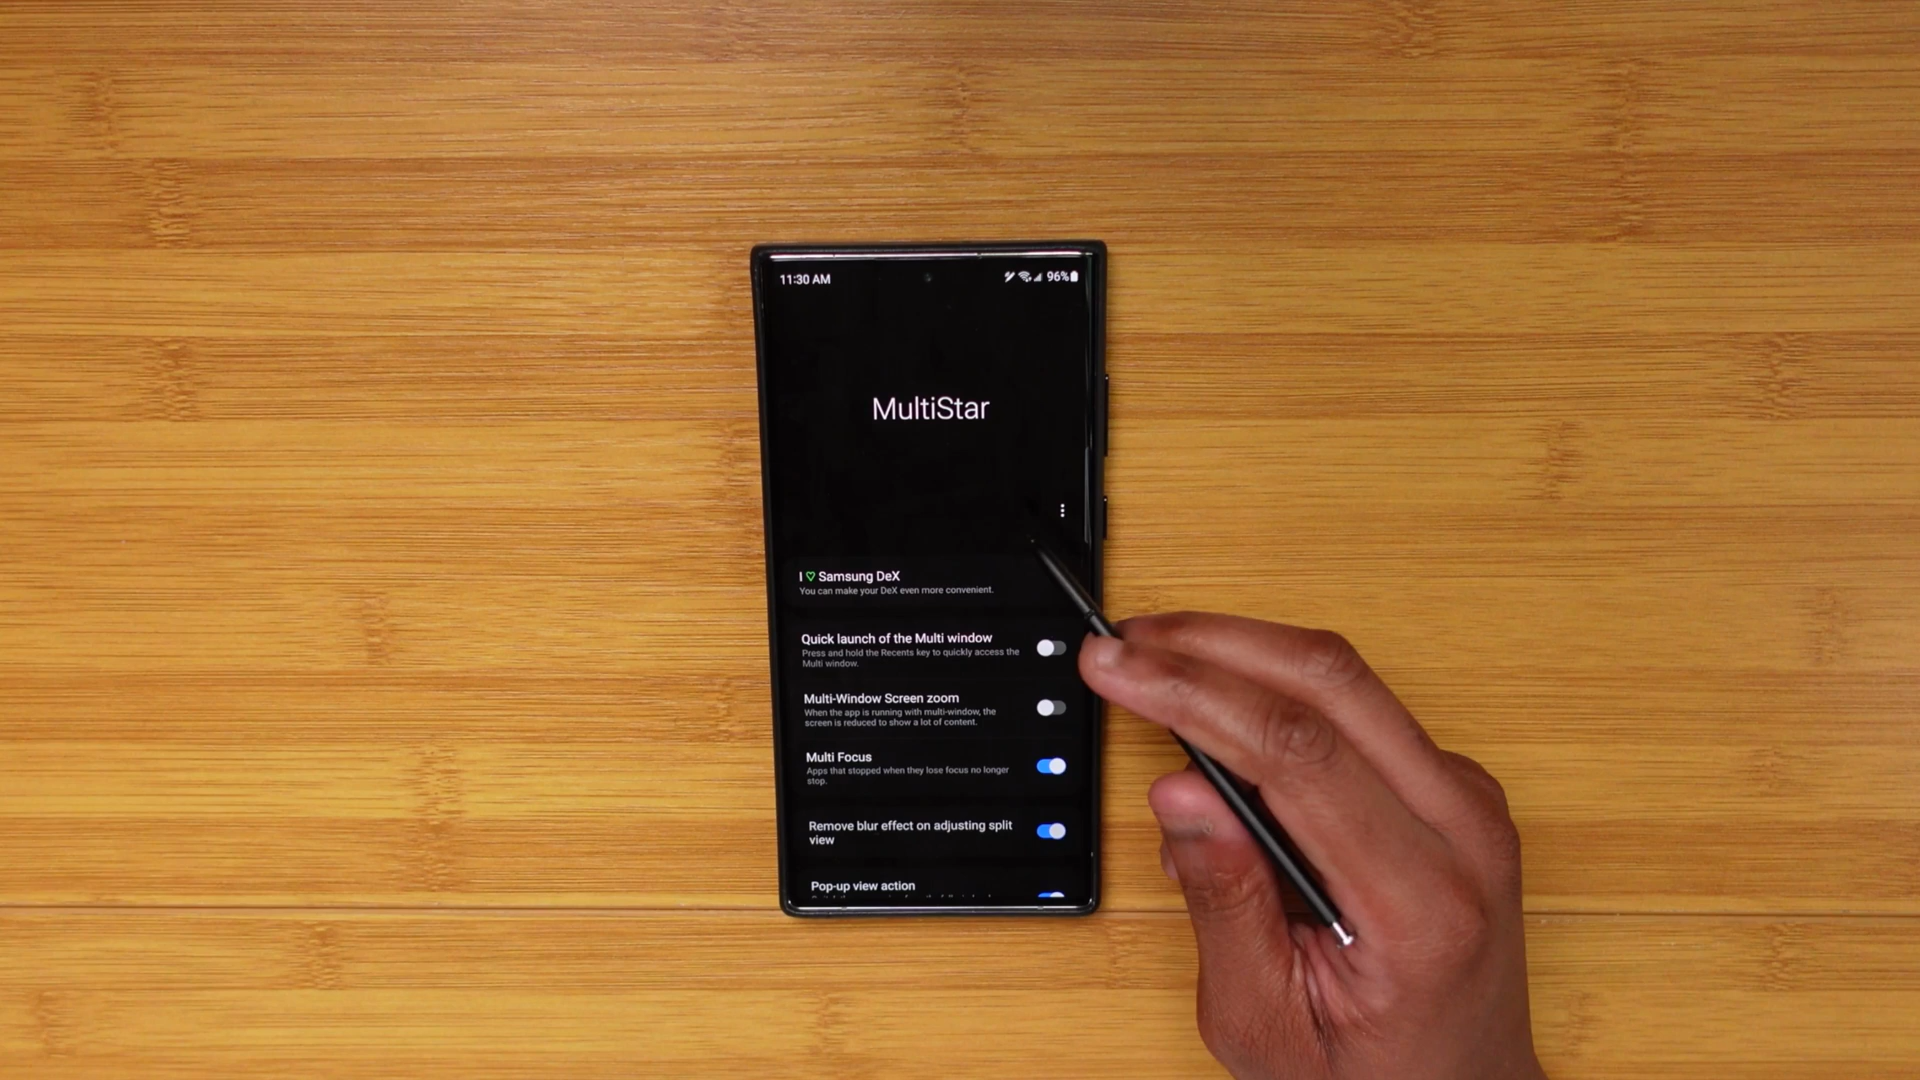 11:30 AM
96%
MultiStar
I ♡ Samsung DeX
You can make your DeX even more convenient.
Quick launch of the Multi window
Press and hold the Recents key to quickly access the
Multi window.
Multi-Window Screen zoom
When the app is running with multi-window, the
screen is reduced to show a lot of content.
Multi Focus
Apps that stopped when they lose focus no longer
stop.
Remove blur effect on adjusting split
view
Pop-up view action